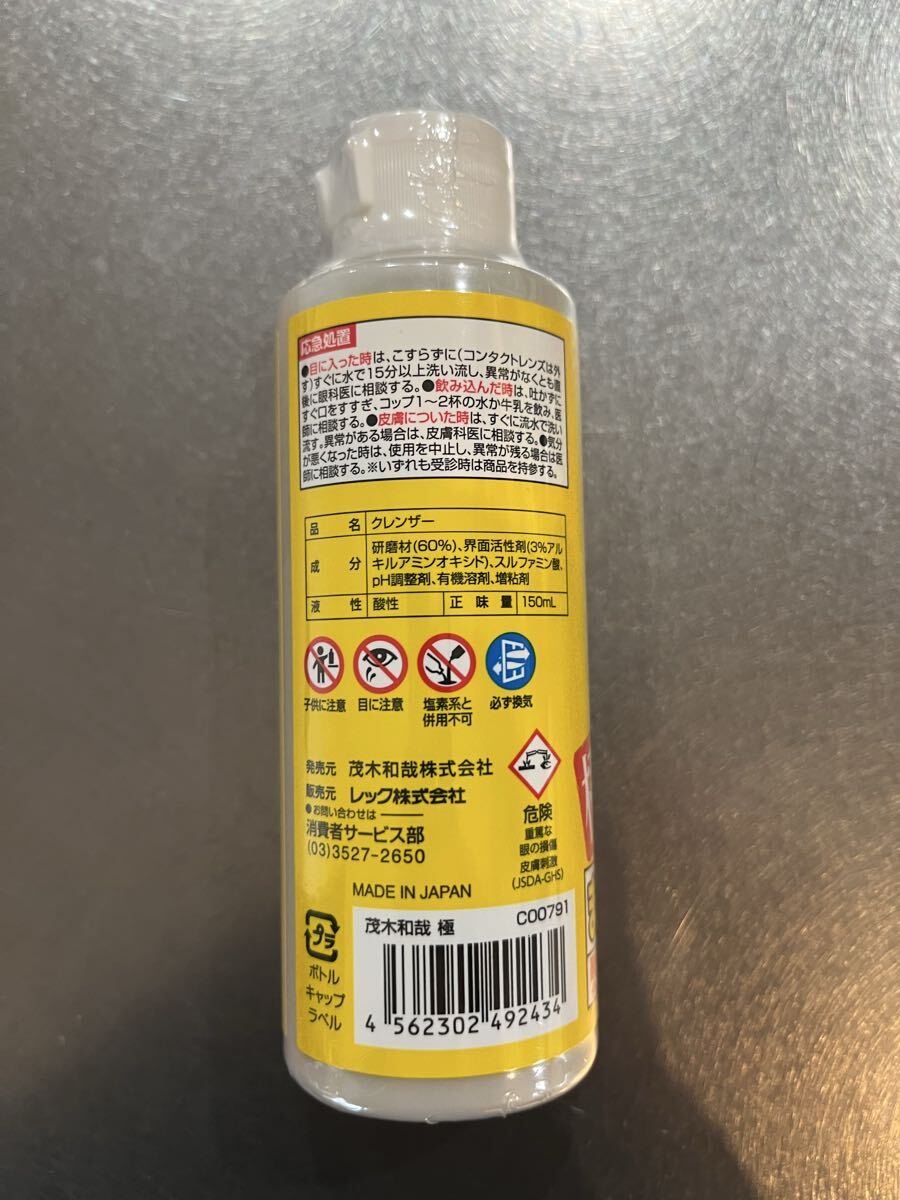 応急処置
●目に入った時は、こすらずに(コンタクトレンズは外
す)すぐに水で15分以上洗い流し、異常がなくとも直
後に眼科医に相談する。●飲み込んだ時は、吐かずに
すぐ口をすすぎ、コップ1～2杯の水か牛乳を飲み、医
師に相談する。●皮膚についた時は、すぐに流水で洗い
流す。異常がある場合は、皮膚科医に相談する。●気分
が悪くなった時は、使用を中止し、異常が残る場合は医
師に相談する。※いずれも受診時は商品を持参する。
品名 クレンザー
成分 研磨材(60%)、界面活性剤(3%アル
キルアミンオキシド)、スルファミン酸、
pH調整剤、有機溶剤、増粘剤
液性 酸性 正味量 150mL
子供に注意 目に注意 塩素系と 必ず換気
併用不可
発売元 茂木和哉株式会社
販売元 レック株式会社
●お問い合わせは
消費者サービス部
(03)3527-2650
危険
重篤な
眼の損傷
皮膚刺激
(JSDA-GHS)
MADE IN JAPAN
茂木和哉 極 C00791
4 562302 492434
プラ
ボトル
キャップ
ラベル